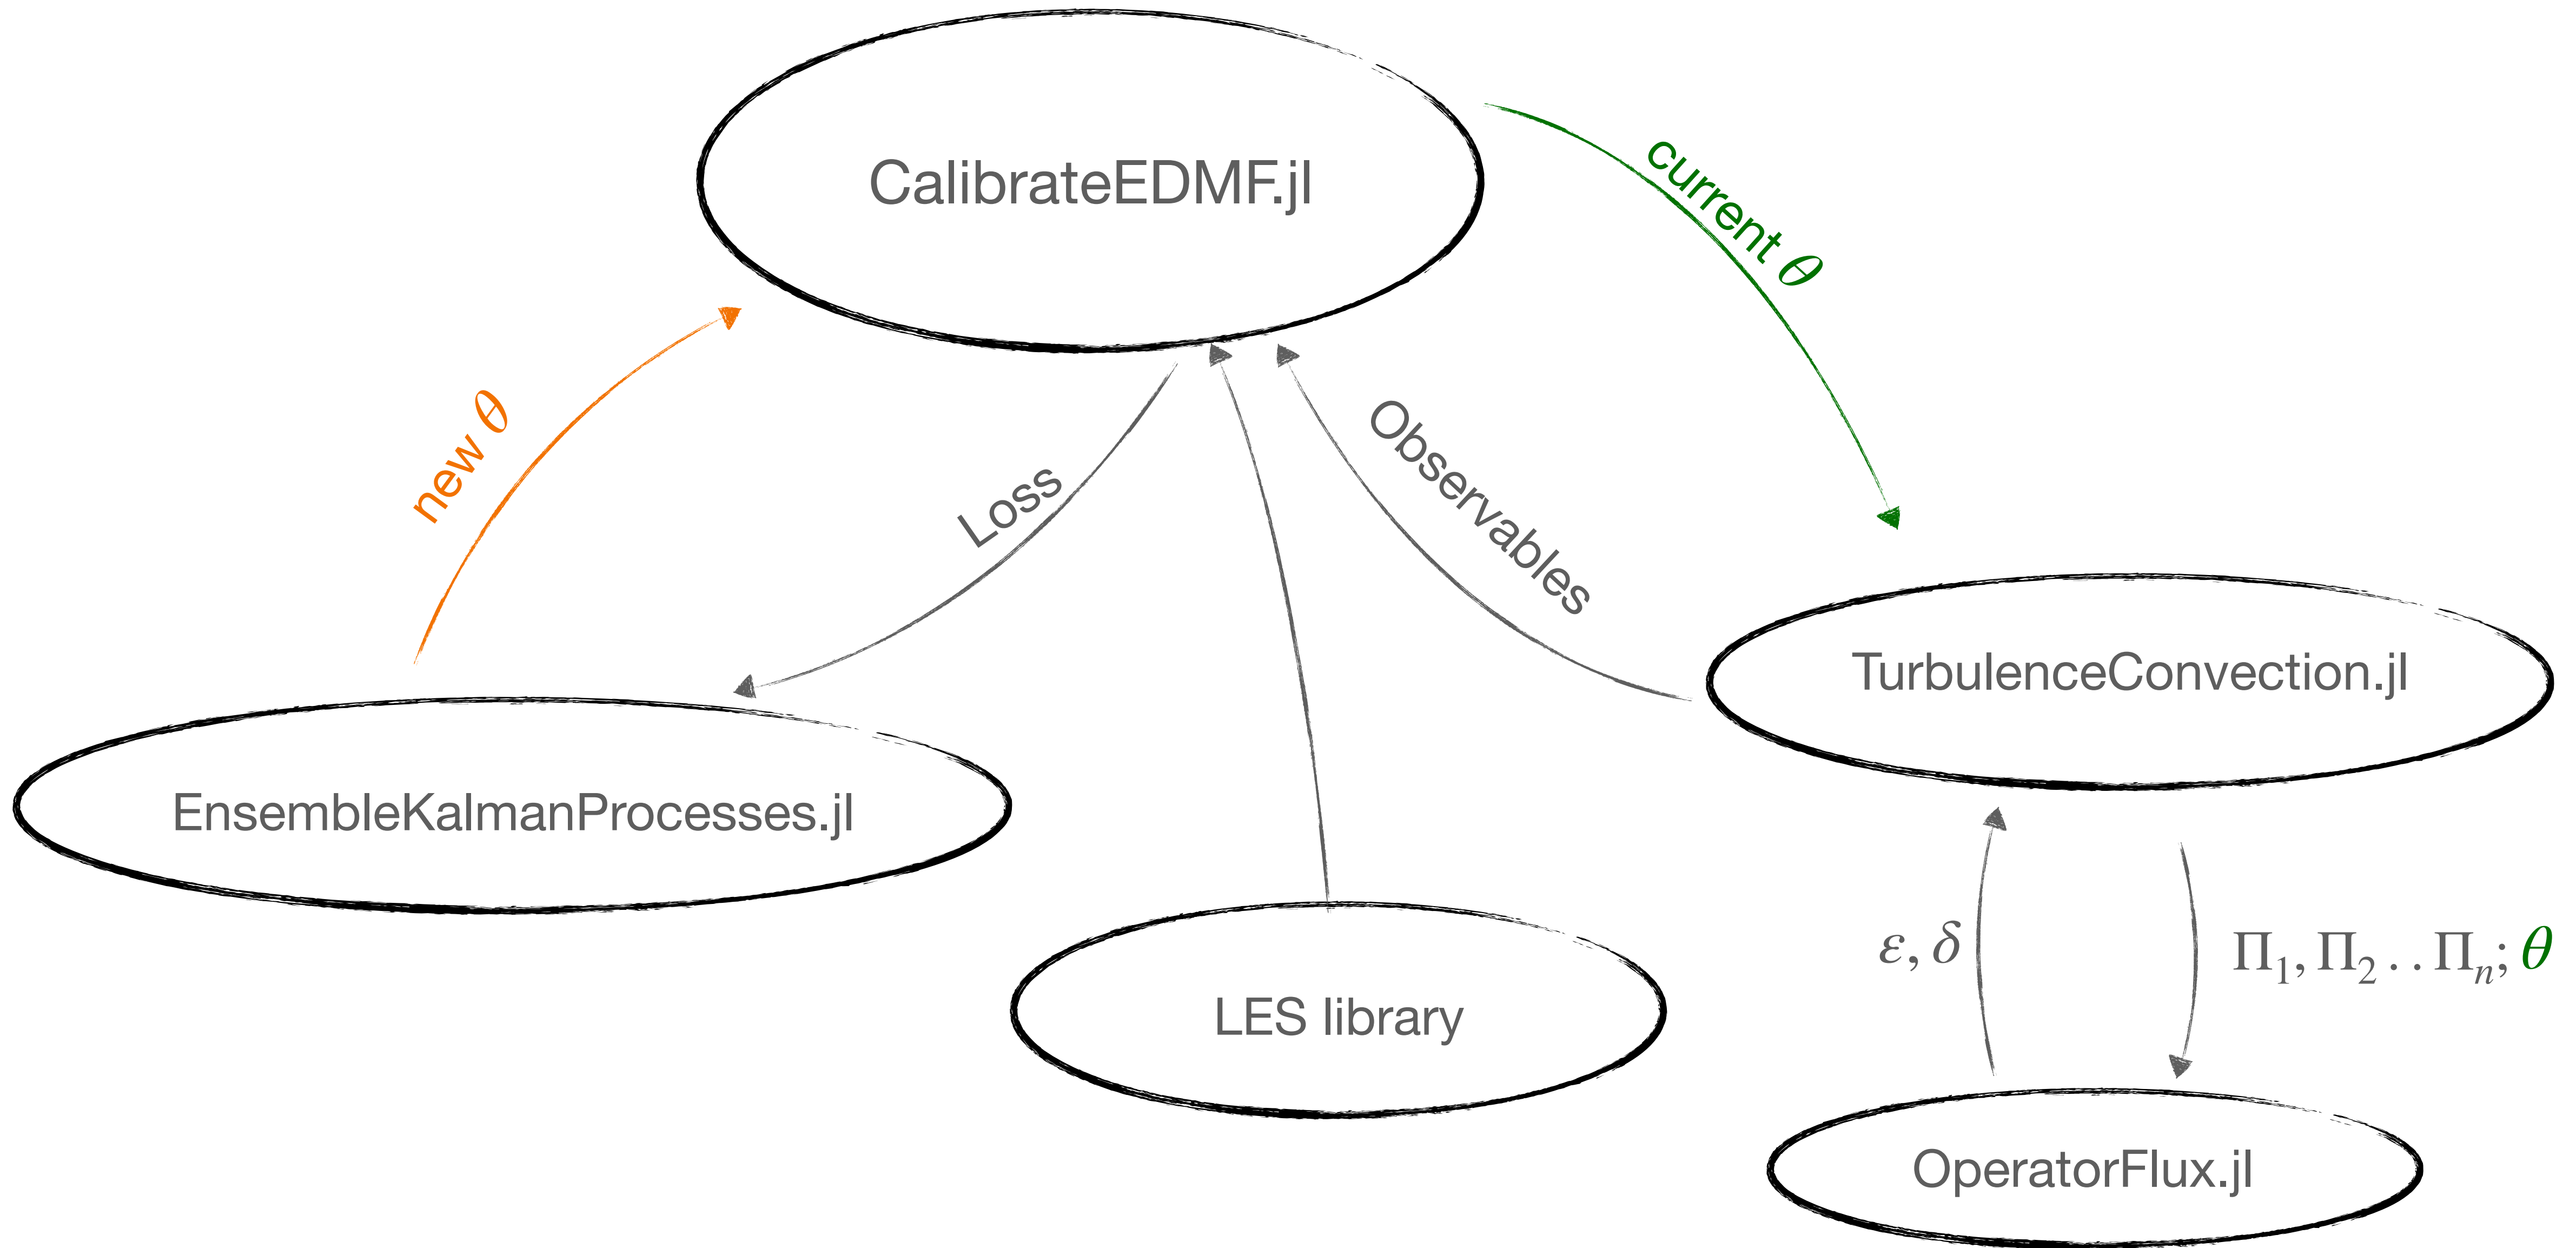 CalibrateEDMF.jl
current θ
new θ
Loss
Observables
TurbulenceConvection.jl
EnsembleKalmanProcesses.jl
ε, δ
Π₁, Π₂ . . Πₙ; θ
LES library
OperatorFlux.jl